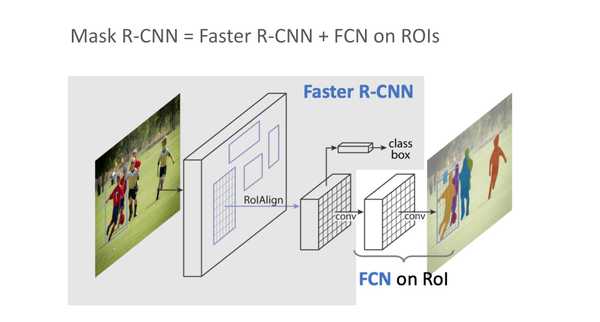 Mask R-CNN = Faster R-CNN + FCN on ROIs
Faster R-CNN
class
box
RoIAlign
conv
conv
FCN on RoI